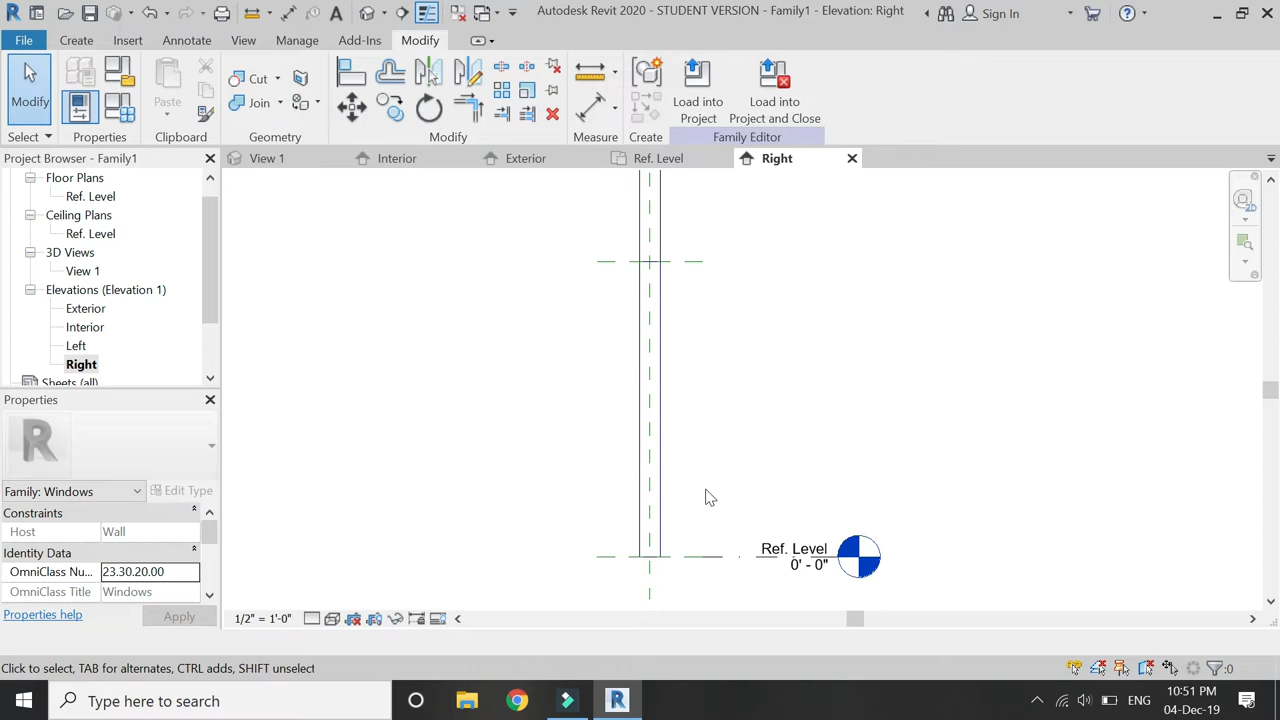 Autodesk Revit 2020 - STUDENT VERSION - Family1 - Elevation: Right
Sign In
File
Create
Insert
Annotate
View
Manage
Add-Ins
Modify
Modify
Paste
Cut
Join
Load into
Project
Load into
Project and Close
Select
Properties
Clipboard
Geometry
Modify
Measure
Create
Family Editor
Project Browser - Family1
View 1
Interior
Exterior
Ref. Level
Right
Floor Plans
Ref. Level
Ceiling Plans
Ref. Level
3D Views
View 1
Elevations (Elevation 1)
Exterior
Interior
Left
Right
Sheets (all)
Properties
R
Family: Windows
Edit Type
Constraints
Host
Wall
Identity Data
OmniClass Nu...
23.30.20.00
OmniClass Title
Windows
Properties help
Apply
Ref. Level
0' - 0"
2D
1/2" = 1'-0"
Click to select, TAB for alternates, CTRL adds, SHIFT unselect
:0
Type here to search
ENG
10:51 PM
04-Dec-19